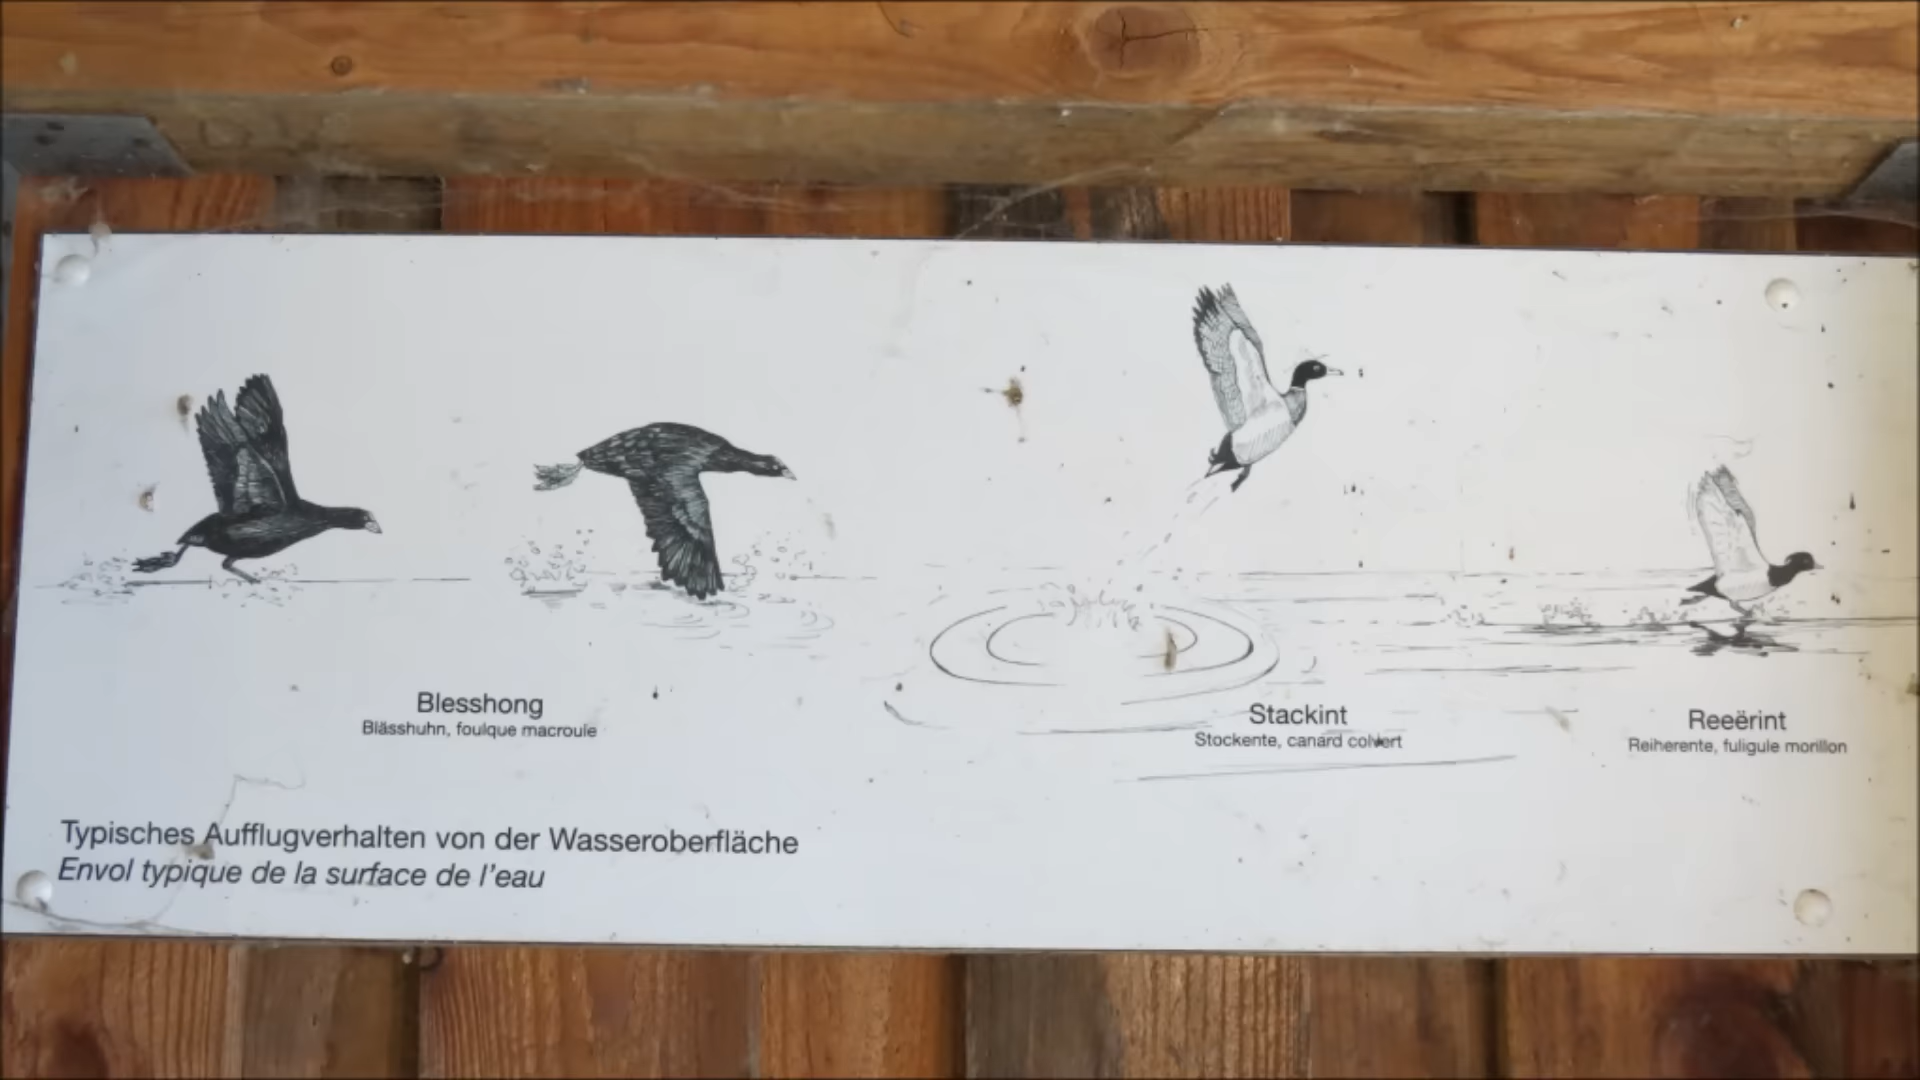 Blesshong
Blässhuhn, foulque macroule
Stackint
Stockente, canard colvert
Reeërint
Reiherente, fuligule morillon
Typisches Aufflugverhalten von der Wasseroberfläche
Envol typique de la surface de l'eau